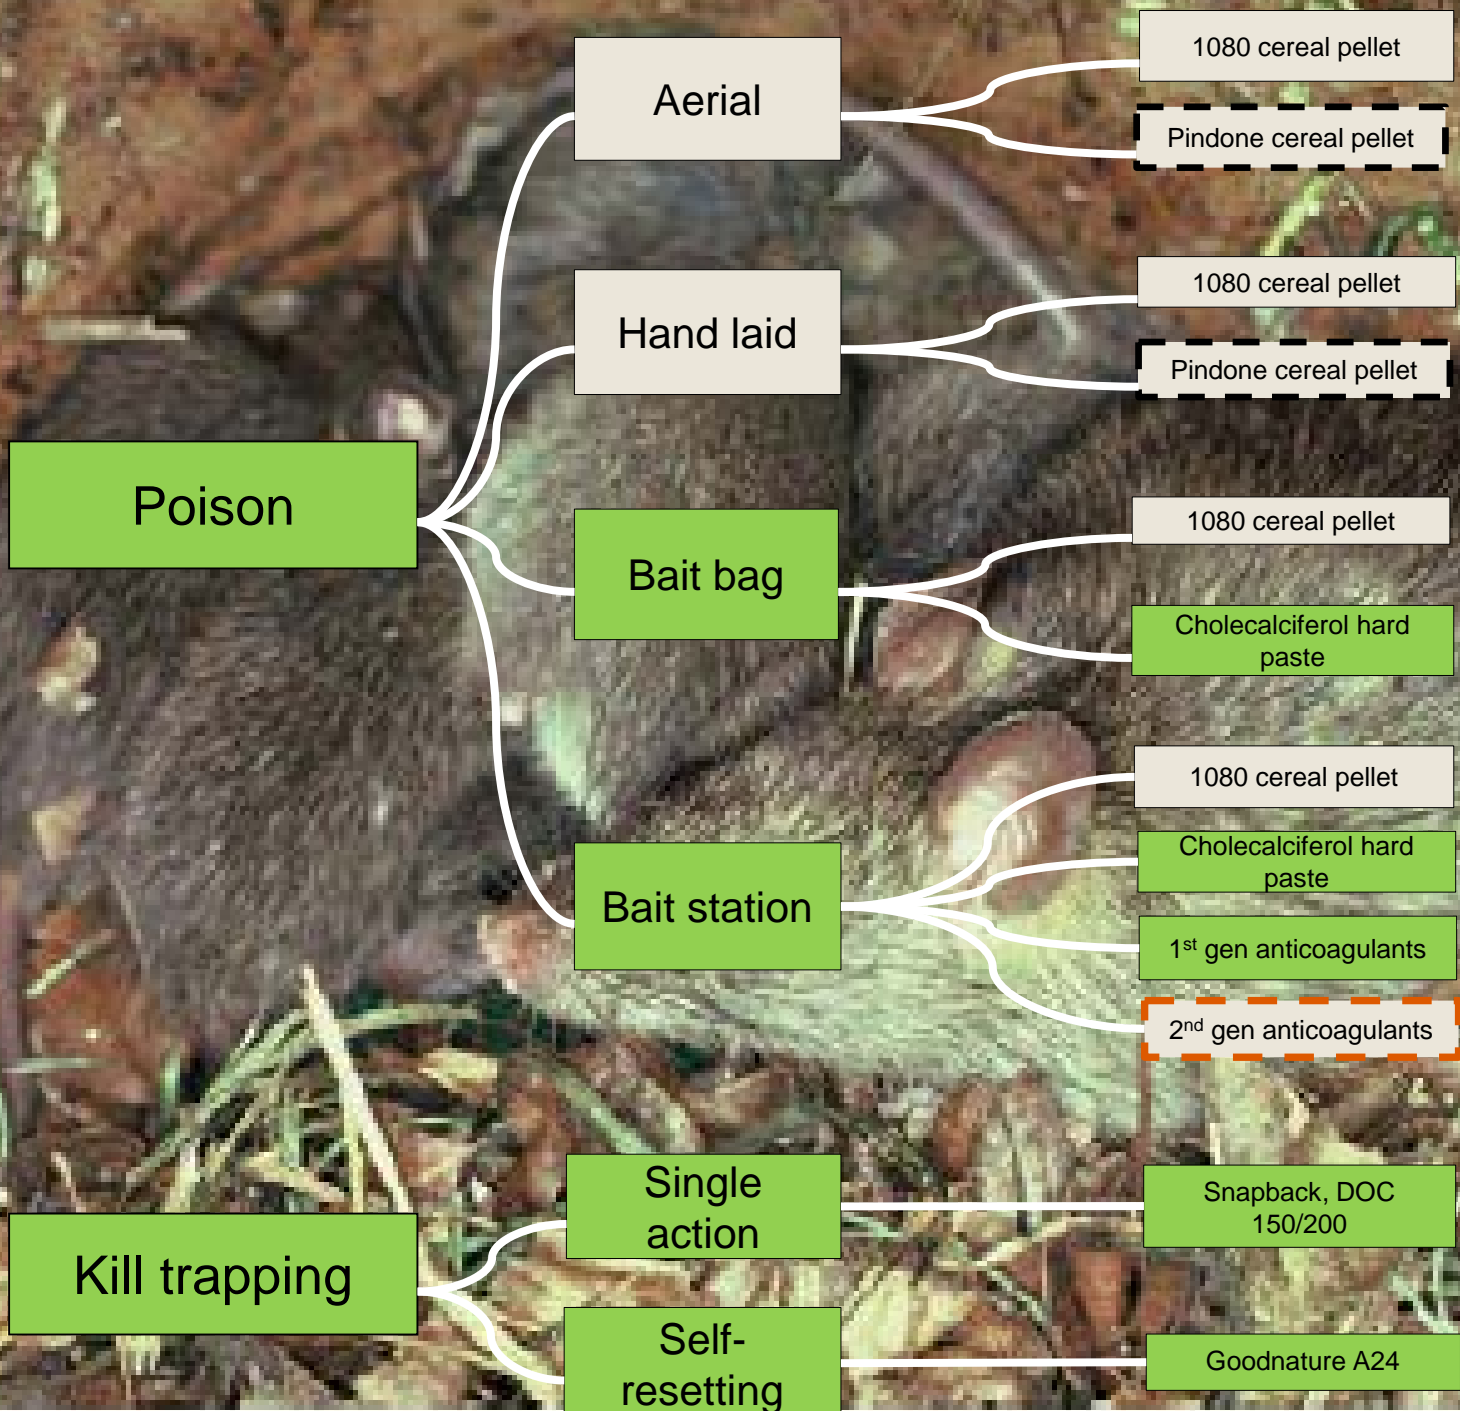 Poison
Aerial
1080 cereal pellet
Pindone cereal pellet
Hand laid
1080 cereal pellet
Pindone cereal pellet
Bait bag
1080 cereal pellet
Cholecalciferol hard
paste
Bait station
1080 cereal pellet
Cholecalciferol hard
paste
1st gen anticoagulants
2nd gen anticoagulants
Kill trapping
Single
action
Snapback, DOC
150/200
Self-
resetting
Goodnature A24